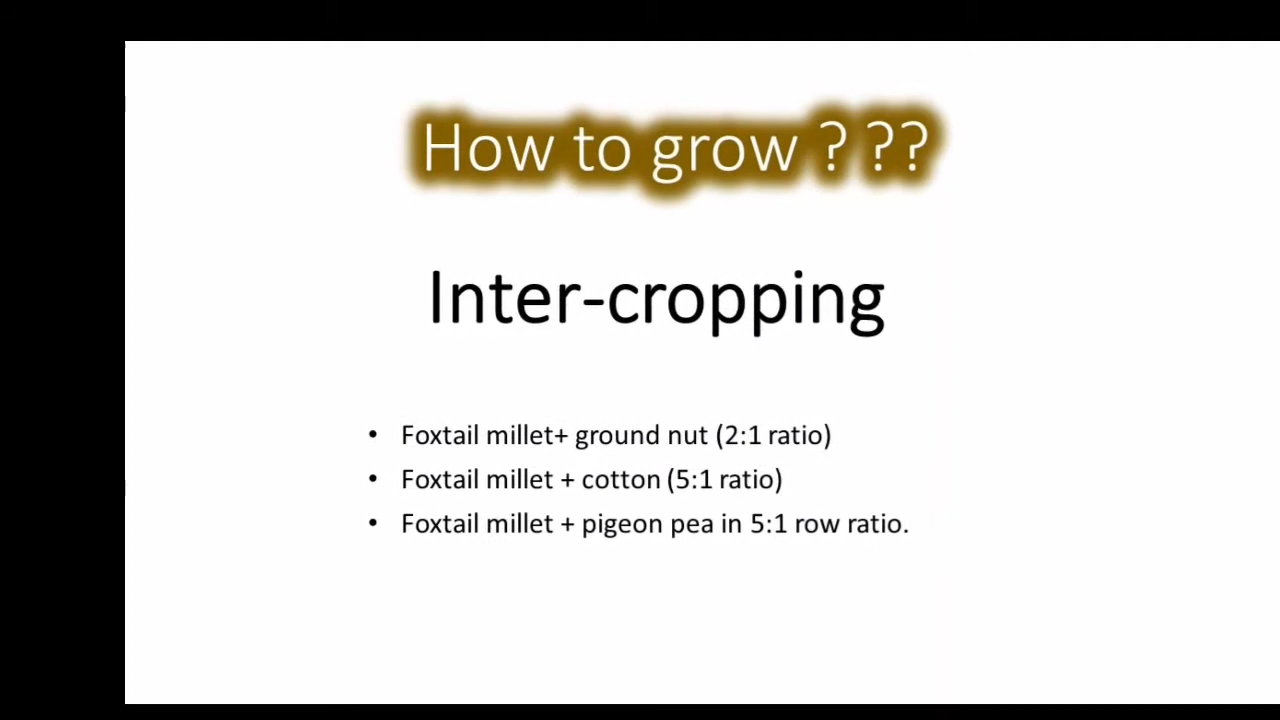 How to grow ? ??
Inter-cropping
• Foxtail millet+ ground nut (2:1 ratio)
• Foxtail millet + cotton (5:1 ratio)
• Foxtail millet + pigeon pea in 5:1 row ratio.